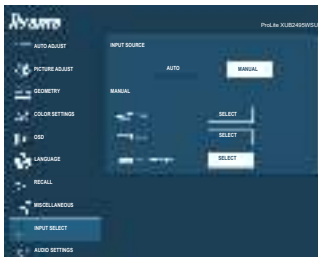 iiyama
ProLite XUB2495WSU
AUTO ADJUST
INPUT SOURCE
PICTURE ADJUST
AUTO
MANUAL
GEOMETRY
MANUAL
COLOR SETTINGS
SELECT
OSD
SELECT
LANGUAGE
SELECT
RECALL
MISCELLANEOUS
INPUT SELECT
AUDIO SETTINGS